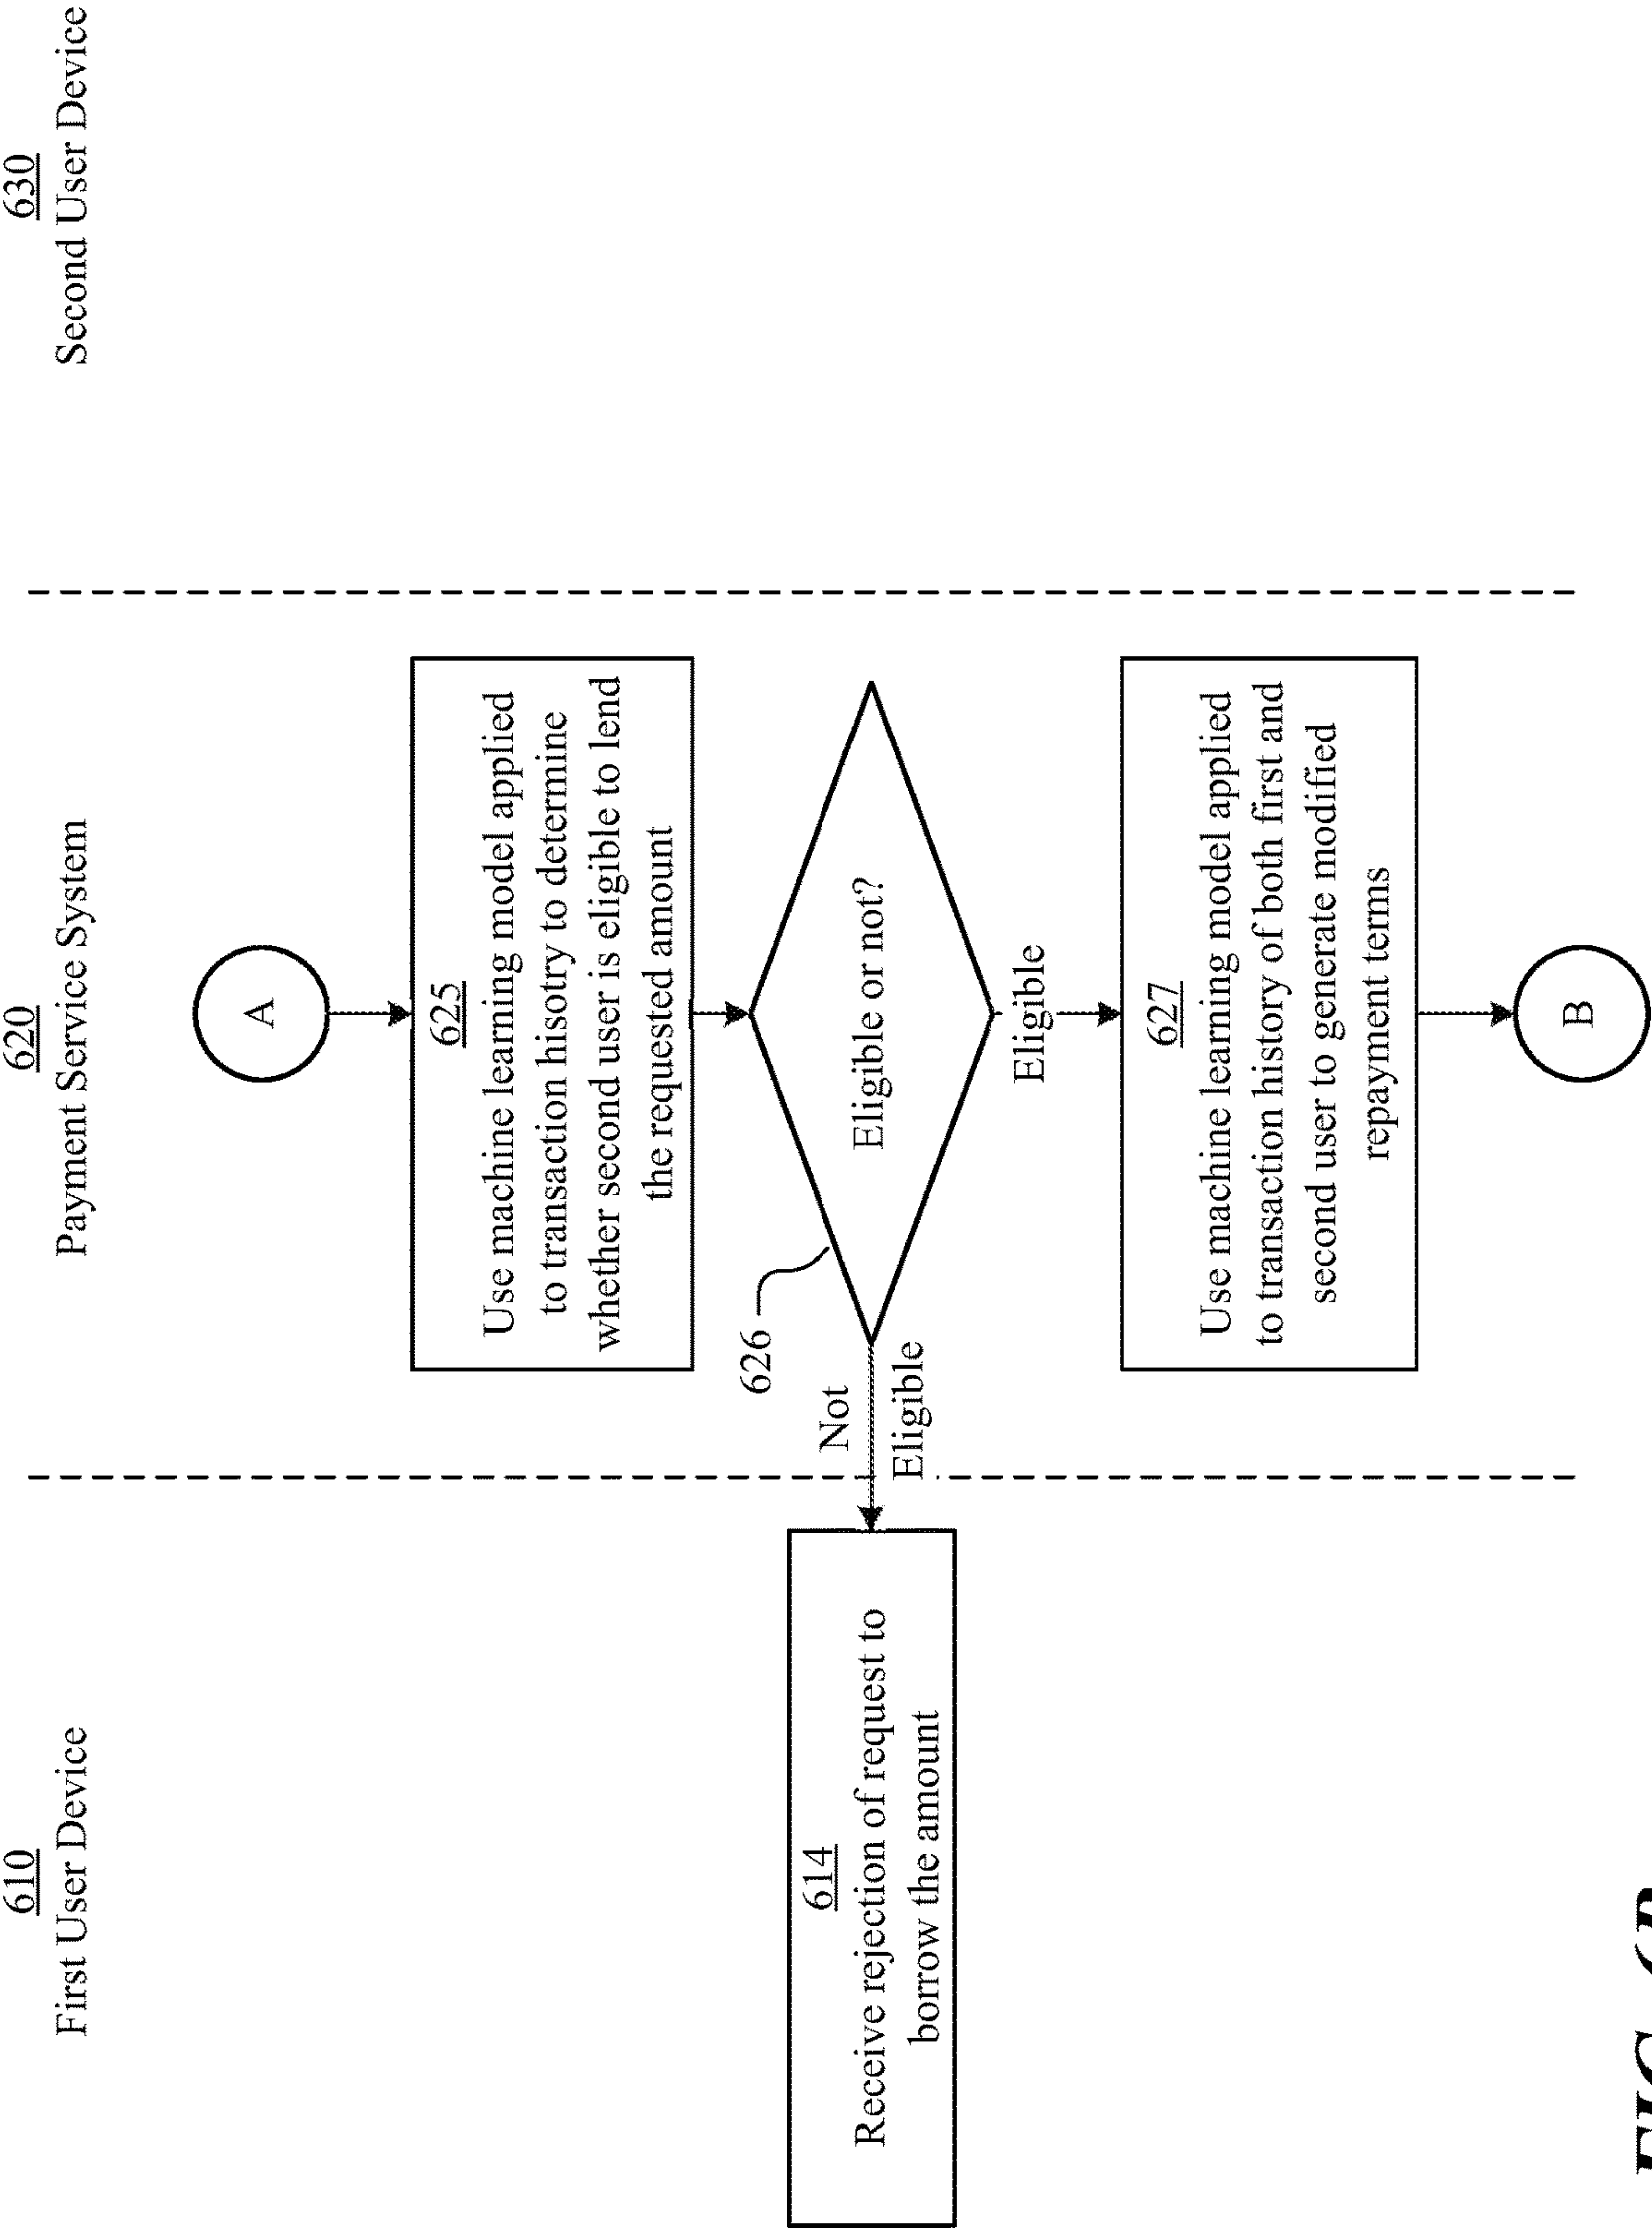 610
First User Device
620
Payment Service System
630
Second User Device
A
625
Use machine learning model applied
to transaction hisotry to determine
whether second user is eligible to lend
the requested amount
626
Eligible or not?
Not
Eligible
614
Receive rejection of request to
borrow the amount
Eligible
627
Use machine learning model applied
to transaction history of both first and
second user to generate modified
repayment terms
B